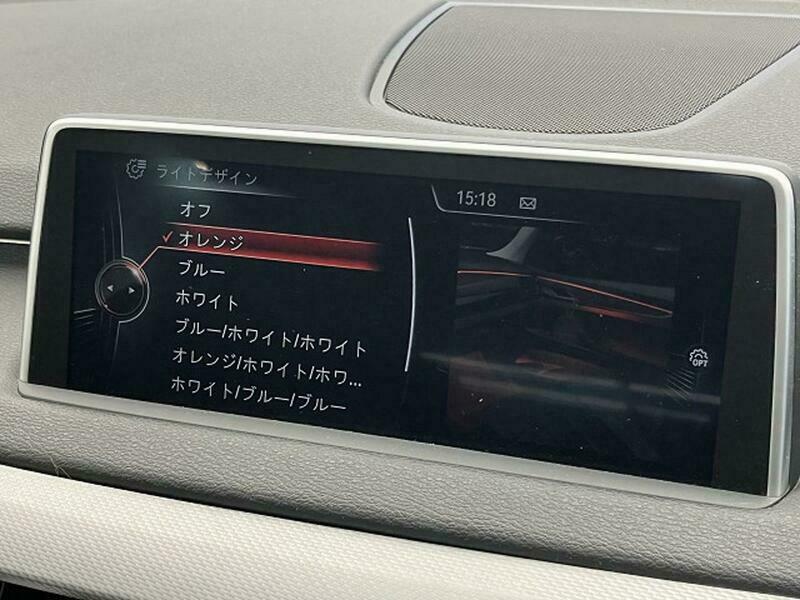 ライトデザイン
15:18
オフ
オレンジ
ブルー
ホワイト
ブルー/ホワイト/ホワイト
オレンジ/ホワイト/ホワ...
ホワイト/ブルー/ブルー
OPT